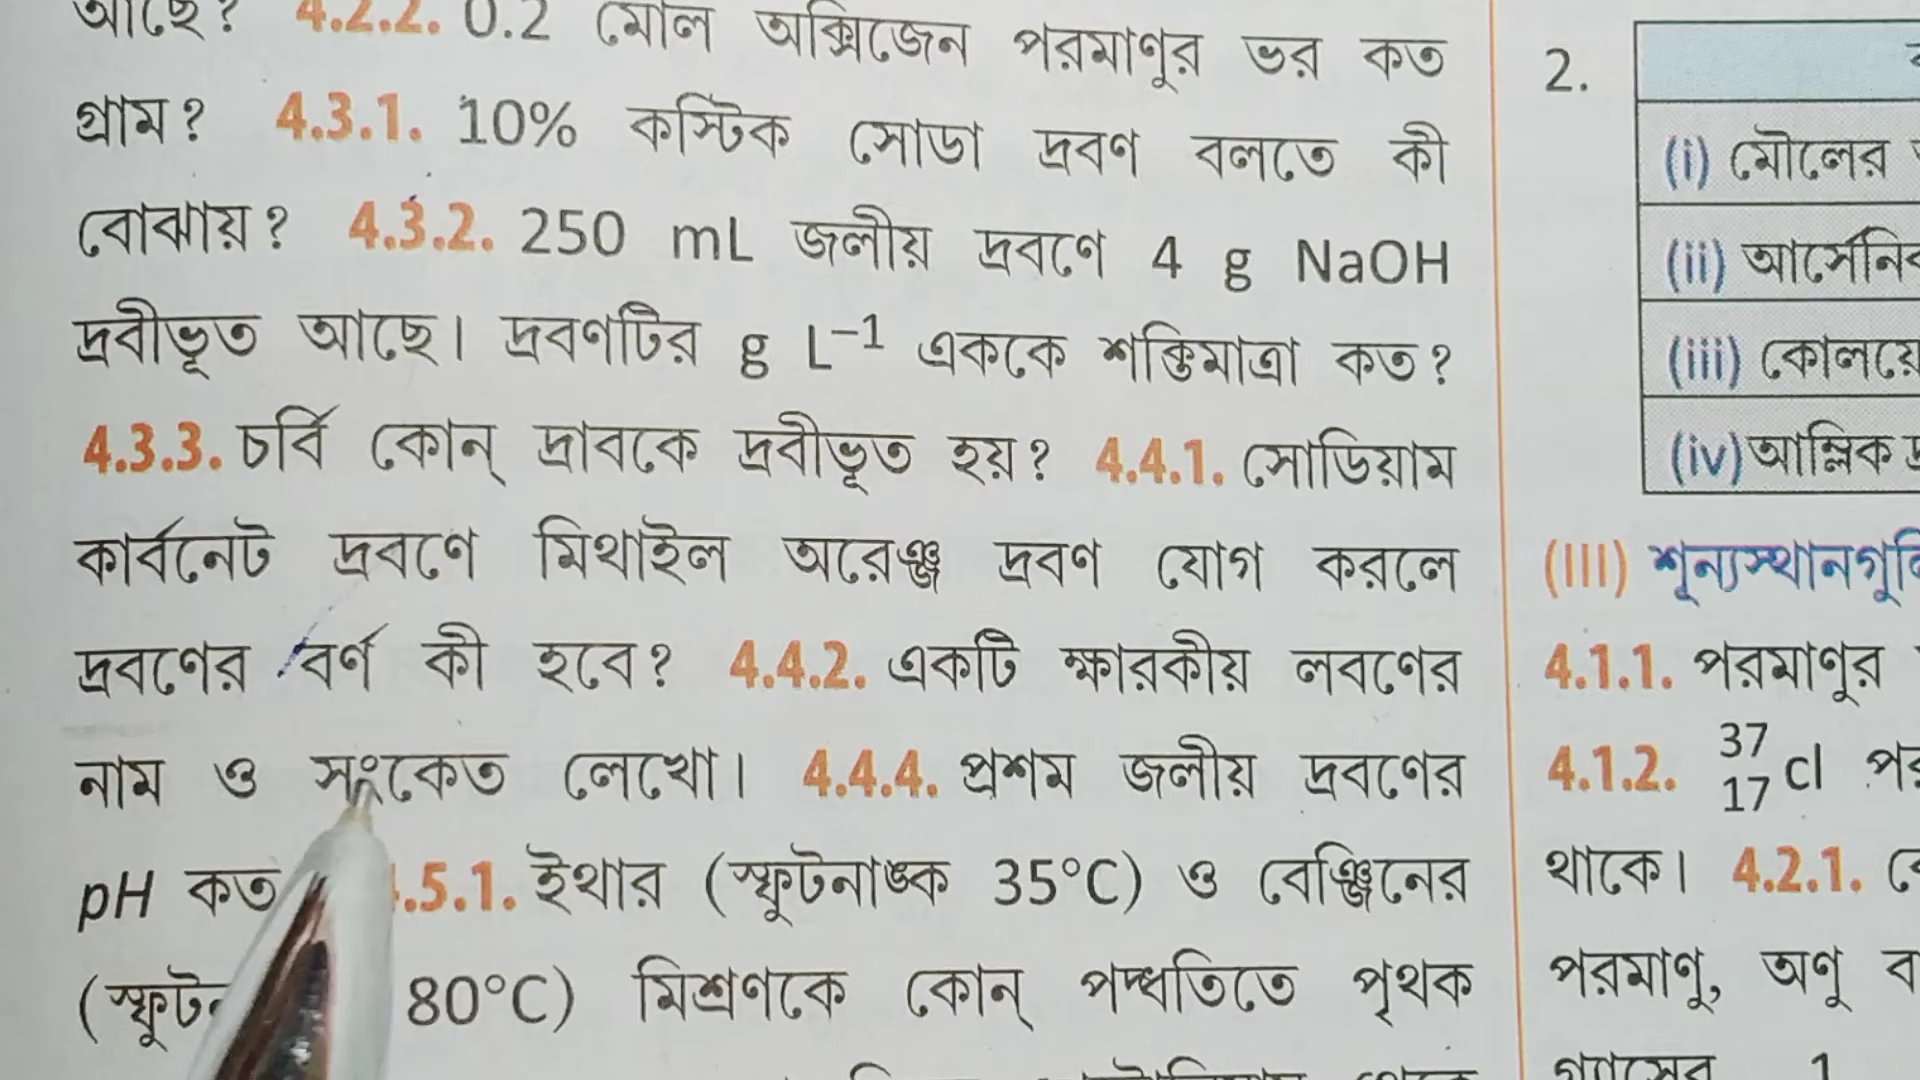 আছে? 4.2.2. 0.2 মোল অক্সিজেন পরমাণুর ভর কত
গ্রাম? 4.3.1. 10% কস্টিক সোডা দ্রবণ বলতে কী
বোঝায়? 4.3.2. 250 mL জলীয় দ্রবণে 4 g NaOH
দ্রবীভূত আছে। দ্রবণটির g L⁻¹ এককে শক্তিমাত্রা কত?
4.3.3. চর্বি কোন্ দ্রাবকে দ্রবীভূত হয়? 4.4.1. সোডিয়াম
কার্বনেট দ্রবণে মিথাইল অরেঞ্জ দ্রবণ যোগ করলে
দ্রবণের বর্ণ কী হবে? 4.4.2. একটি ক্ষারকীয় লবণের
নাম ও সংকেত লেখো। 4.4.4. প্রশম জলীয় দ্রবণের
pH কত .5.1. ইথার (স্ফুটনাঙ্ক 35°C) ও বেঞ্জিনের
80°C) মিশ্রণকে কোন্ পদ্ধতিতে পৃথক
2.
(i) মৌলের
(ii)
(iii)
(iv) আম্লিক
(III)
4.1.1. পরমাণুর
4.1.2. ³⁷₁₇Cl
থাকে। 4.2.1.
পরমাণু, অণু
গ্যাসের 1